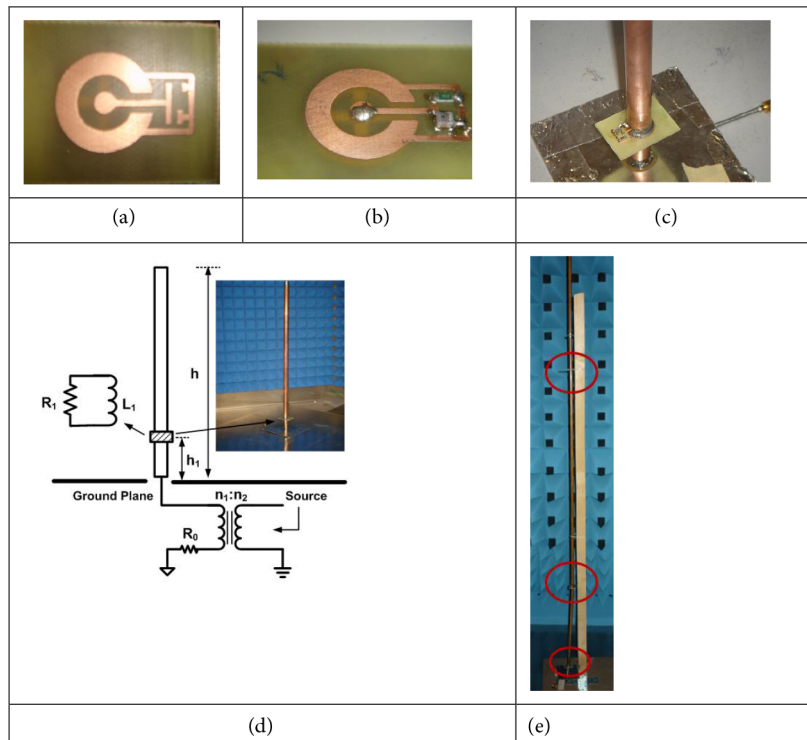 (a)
(b)
(c)
h
R1
L1
h1
Ground Plane
n1:n2
Source
R0
(d)
(e)